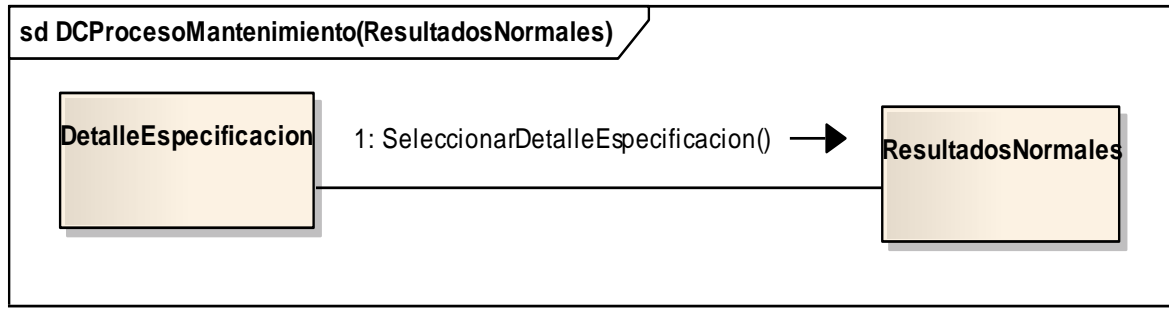 sd DCProcesoMantenimiento(ResultadosNormales)
DetalleEspecificacion
1: SeleccionarDetalleEspecificacion()
ResultadosNormales